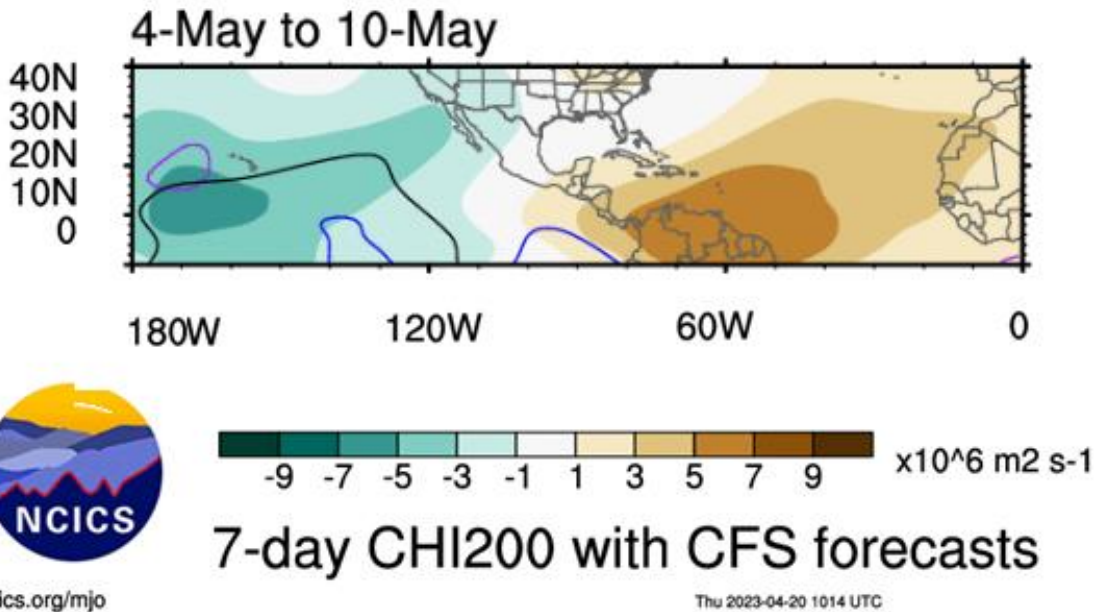 4-May to 10-May
40N
30N
20N
10N
0
180W 120W 60W 0
-9 -7 -5 -3 -1 1 3 5 7 9
x10^6 m2 s-1
NCICS
7-day CHI200 with CFS forecasts
ics.org/mjo
Thu 2023-04-20 1014 UTC